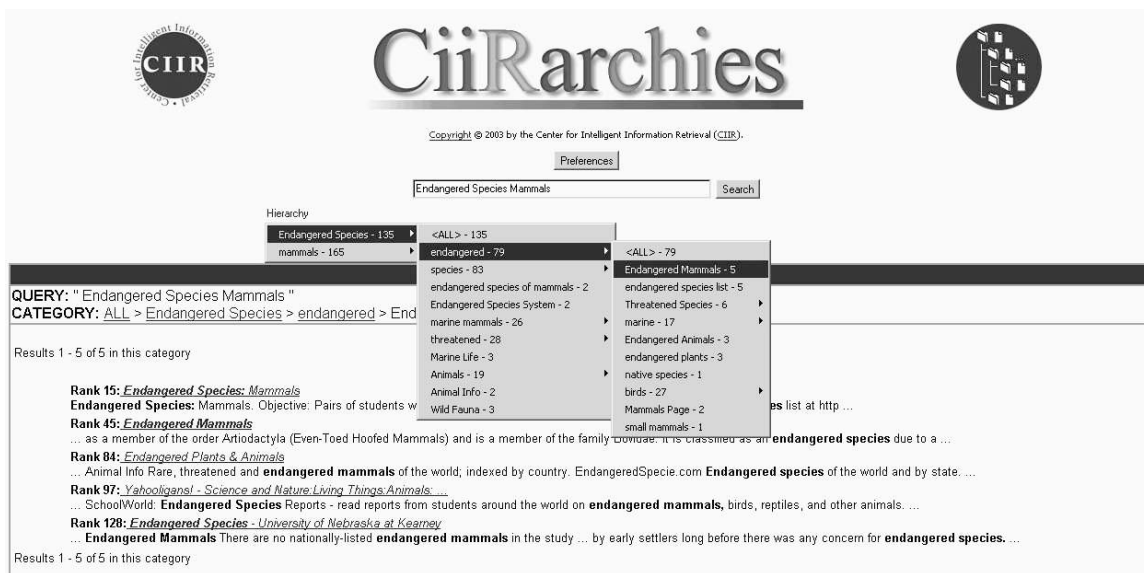 Center for Intelligent Information Retrieval
CIIR
CiiRarchies
Copyright © 2003 by the Center for Intelligent Information Retrieval (CIIR).
Preferences
Endangered Species Mammals
Search
Hierarchy
Endangered Species - 135
mammals - 165
<ALL> - 135
endangered - 79
species - 83
endangered species of mammals - 2
Endangered Species System - 2
marine mammals - 26
threatened - 28
Marine Life - 3
Animals - 19
Animal Info - 2
Wild Fauna - 3
<ALL> - 79
Endangered Mammals - 5
endangered species list - 5
Threatened Species - 6
marine - 17
Endangered Animals - 3
endangered plants - 3
native species - 1
birds - 27
Mammals Page - 2
small mammals - 1
QUERY: " Endangered Species Mammals "
CATEGORY: ALL > Endangered Species > endangered > End
Results 1 - 5 of 5 in this category
Rank 15: Endangered Species: Mammals
Endangered Species: Mammals. Objective: Pairs of students w es list at http ...
Rank 45: Endangered Mammals
... as a member of the order Artiodactyla (Even-Toed Hoofed Mammals) and is a member of the family Bovidae. It is classified as an endangered species due to a ...
Rank 84: Endangered Plants & Animals
... Animal Info Rare, threatened and endangered mammals of the world; indexed by country. EndangeredSpecie.com Endangered species of the world and by state. ...
Rank 97: Yahooligans! - Science and Nature:Living Things:Animals: ...
... SchoolWorld: Endangered Species Reports - read reports from students around the world on endangered mammals, birds, reptiles, and other animals. ...
Rank 128: Endangered Species - University of Nebraska at Kearney
... Endangered Mammals There are no nationally-listed endangered mammals in the study ... by early settlers long before there was any concern for endangered species. ...
Results 1 - 5 of 5 in this category